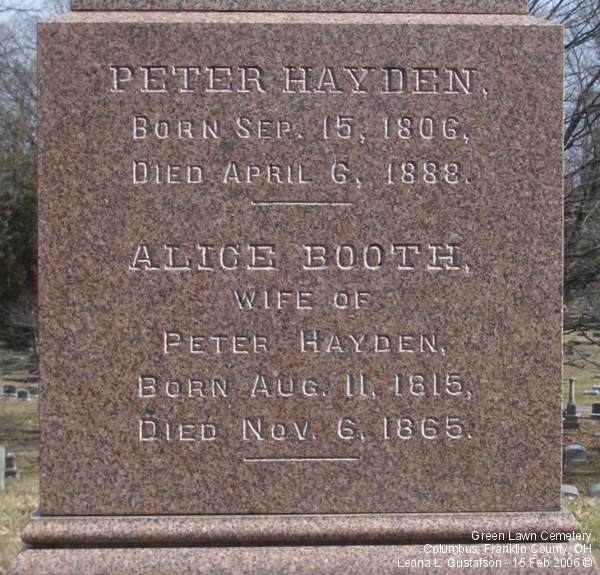 PETER HAYDEN,
BORN SEP. 15, 1806,
DIED APRIL 6, 1888.
ALICE BOOTH,
WIFE OF
PETER HAYDEN,
BORN AUG. 11, 1815,
DIED NOV. 6, 1865.
Green Lawn Cemetery
Columbus, Franklin County, OH
Leona L. Gustafson - 15 Feb 2006 ©